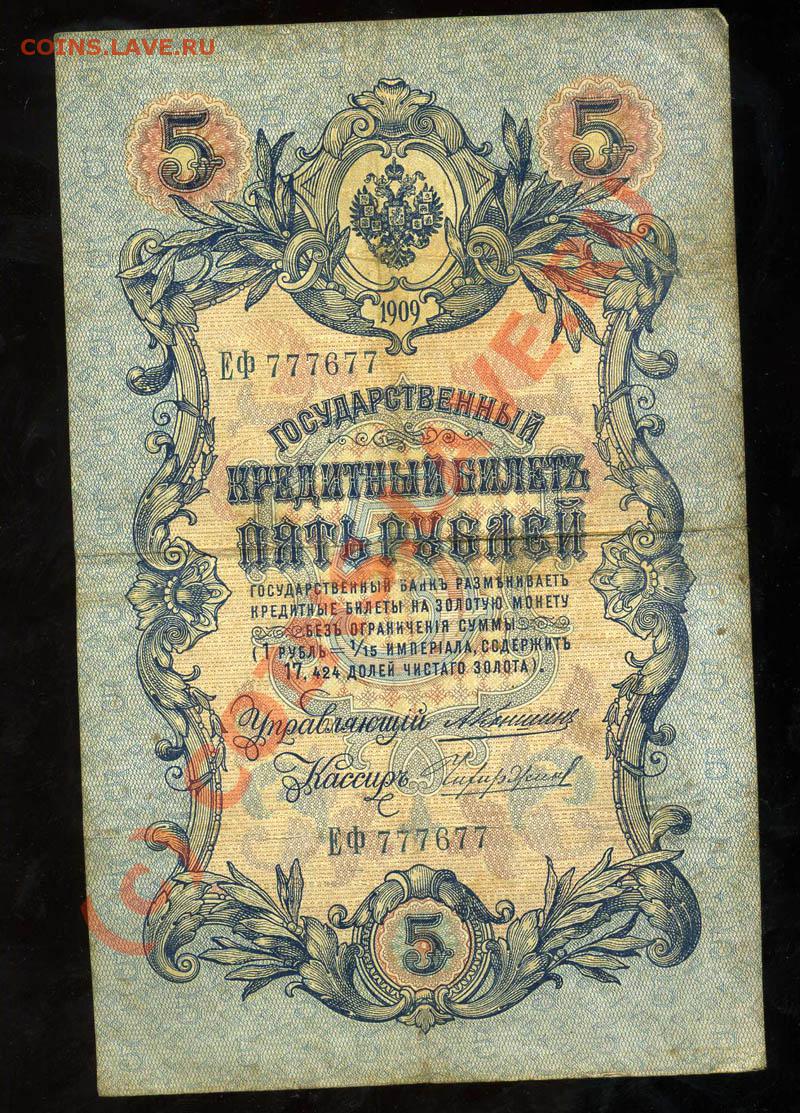 COINS.LAVE.RU
5 5
1909
ЕФ 777677
ГОСУДАРСТВЕННЫЙ
КРЕДИТНЫЙ БИЛЕТЪ
ПЯТЬ РУБЛЕЙ
ГОСУДАРСТВЕННЫЙ БАНКЪ РАЗМѢНИВАЕТЪ
КРЕДИТНЫЕ БИЛЕТЫ НА ЗОЛОТУЮ МОНЕТУ
БЕЗЪ ОГРАНИЧЕНІЯ СУММЫ
(1 РУБЛЬ — 1/15 ИМПЕРІАЛА, СОДЕРЖИТЪ
17,424 ДОЛЕЙ ЧИСТАГО ЗОЛОТА).
Управляющій
Кассиръ
ЕФ 777677
5